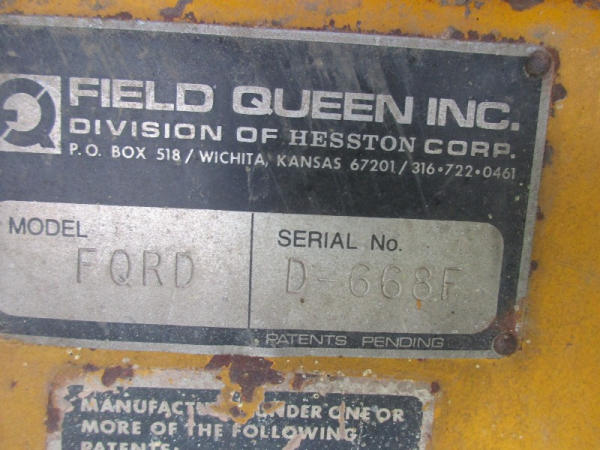 FIELD QUEEN INC.
DIVISION OF HESSTON CORP.
P.O. BOX 518 / WICHITA, KANSAS 67201 / 316•722•0461
MODEL
FQRD
SERIAL No.
D-668F
PATENTS PENDING
MANUFACTURED UNDER ONE OR
MORE OF THE FOLLOWING
PATENTS: